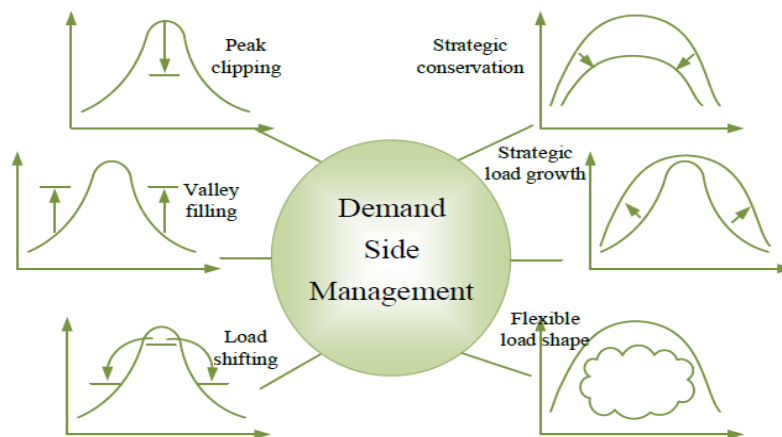 Peak
clipping
Strategic
conservation
Valley
filling
Demand
Side
Management
Strategic
load growth
Load
shifting
Flexible
load shape